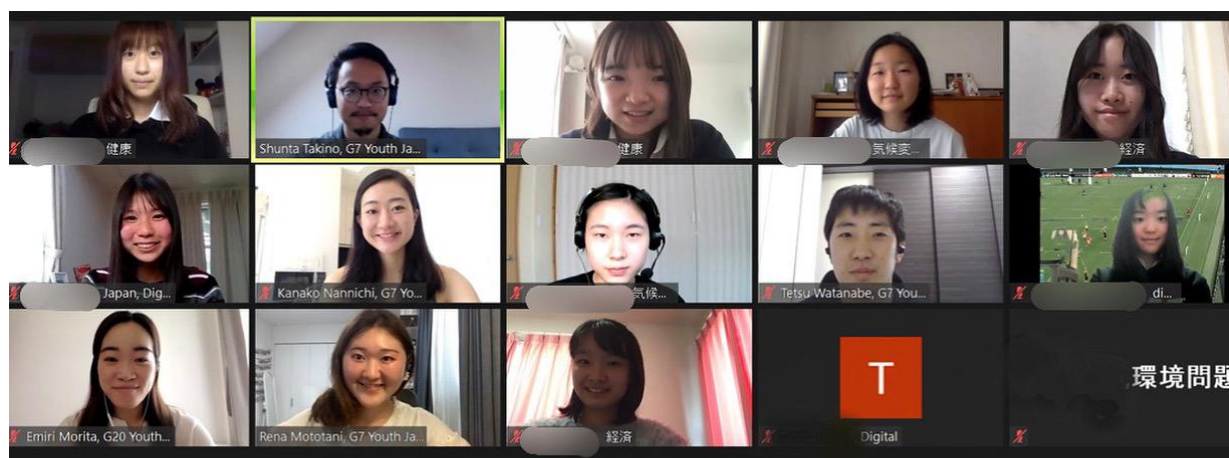 健康
Shunta Takino, G7 Youth Ja...
健康
気候変...
経済
Japan, Dig...
Kanako Nannichi, G7 Yo...
気候...
Tetsu Watanabe, G7 You...
di...
Emiri Morita, G20 Youth...
Rena Mototani, G7 Youth Ja...
経済
T
Digital
環境問題